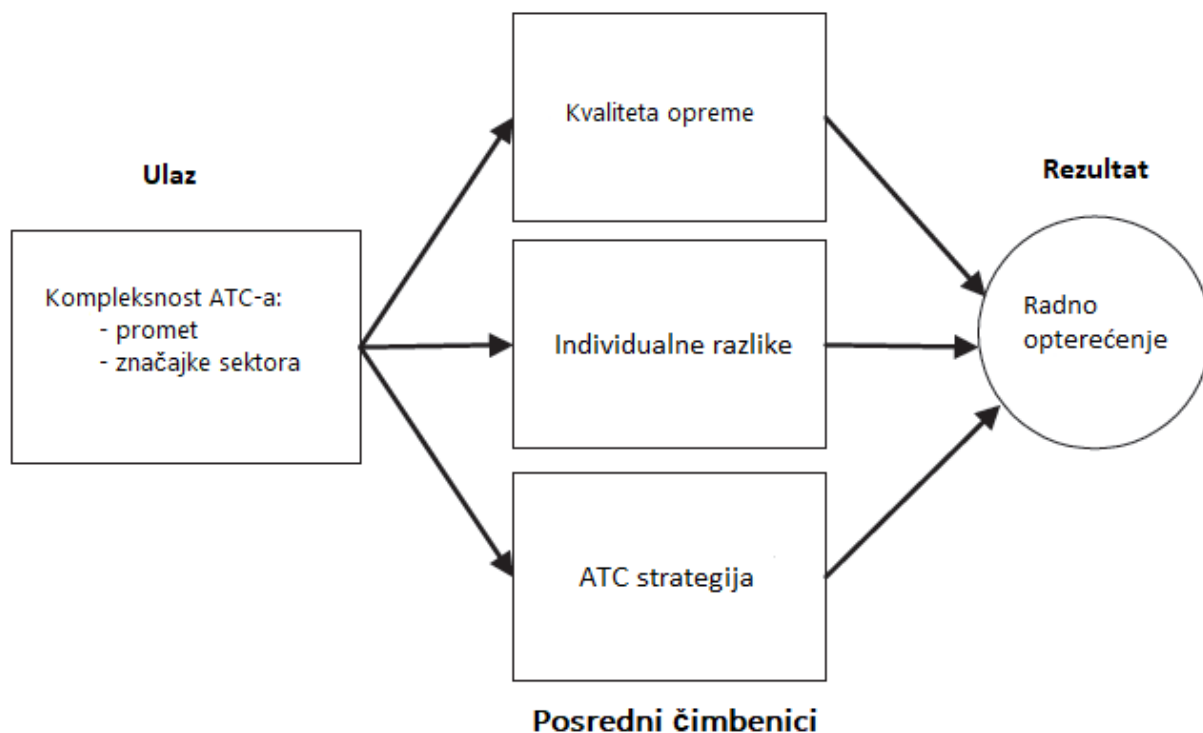 Ulaz
Kompleksnost ATC-a:
- promet
- značajke sektora
Kvaliteta opreme
Individualne razlike
ATC strategija
Posredni čimbenici
Rezultat
Radno
opterećenje